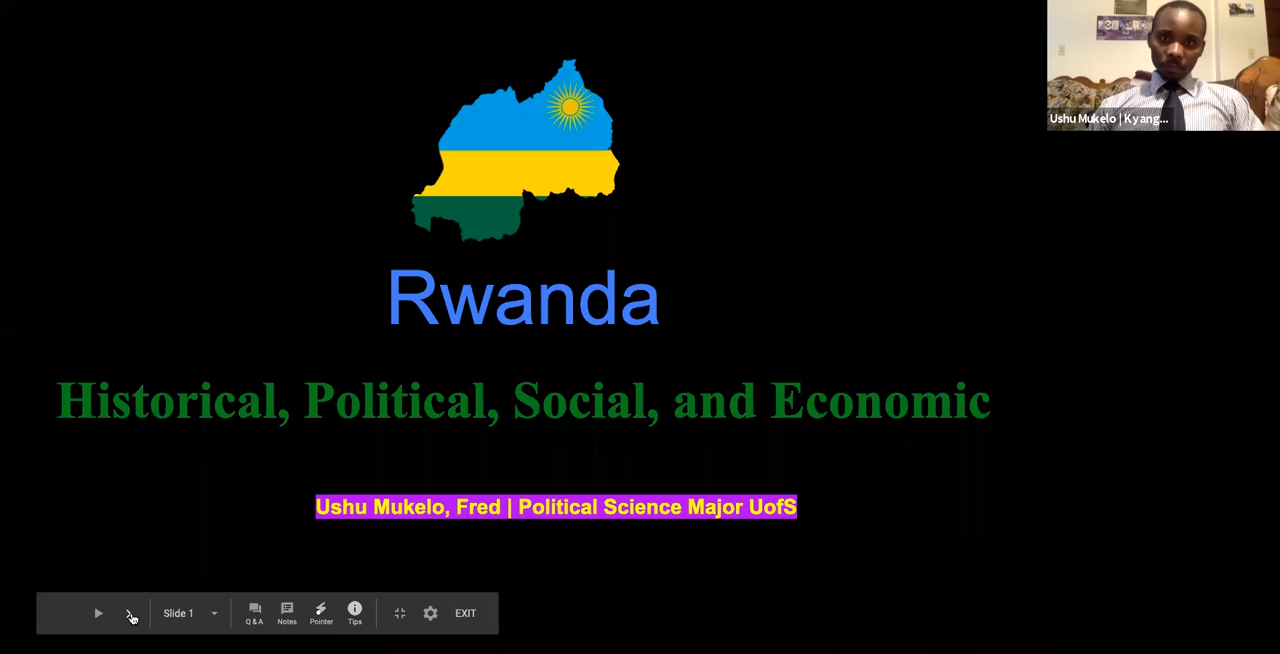 Ushu Mukelo | Kyang...
Rwanda
Historical, Political, Social, and Economic
Ushu Mukelo, Fred | Political Science Major UofS
Slide 1
Q & A
Notes
Pointer
Tips
EXIT